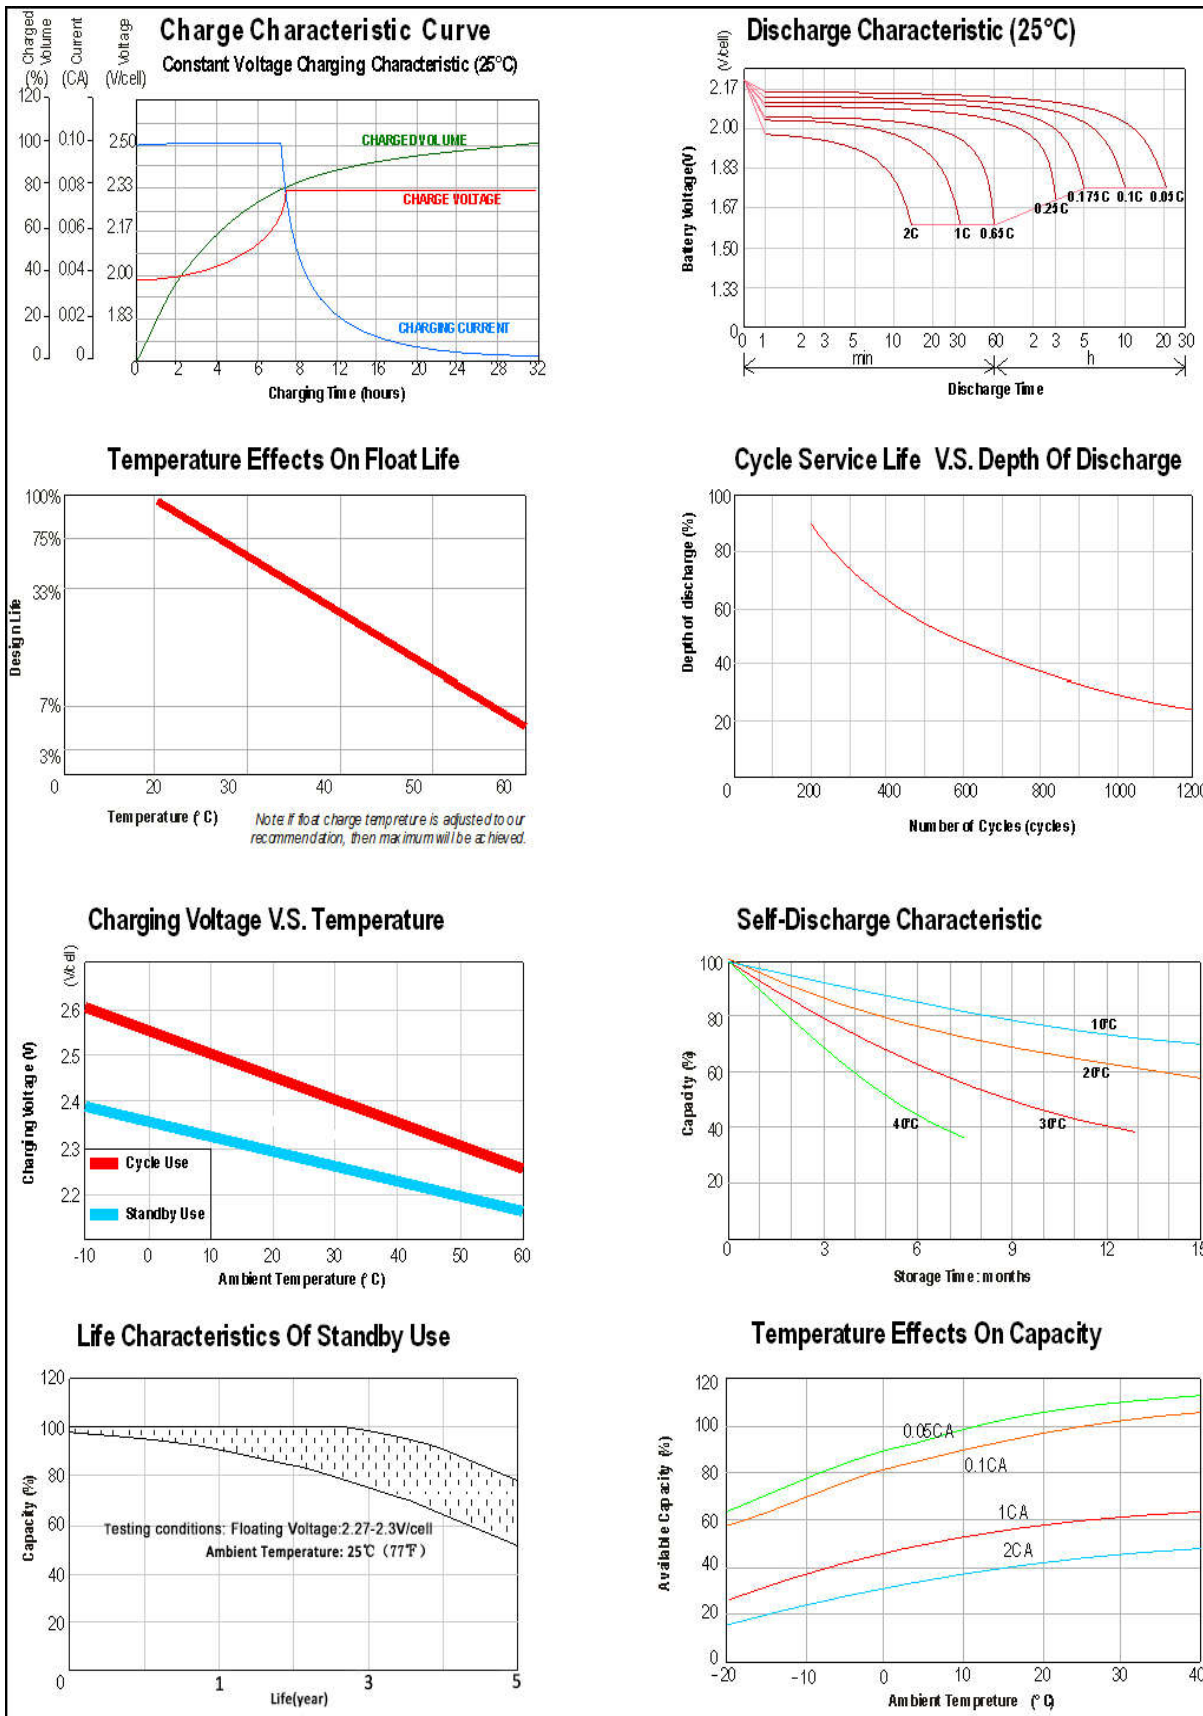 Charge Characteristic Curve
Constant Voltage Charging Characteristic (25°C)
Charged Volume
(%)
Current
(CA)
Voltage
(V/cell)
120
100
80
60
40
20
0
0.10
0.08
0.06
0.04
0.02
0
2.50
2.33
2.17
2.00
1.83
CHARGED VOLUME
CHARGE VOLTAGE
CHARGING CURRENT
0 2 4 6 8 12 16 20 24 28 32
Charging Time (hours)
Discharge Characteristic (25°C)
(V/cell)
Battery Voltage(V)
2.17
2.00
1.83
1.67
1.50
1.33
0
2C 1C 0.65C 0.25C 0.175C 0.1C 0.05C
0 1 2 3 5 10 20 30 60 2 3 5 10 20 30
min h
Discharge Time
Temperature Effects On Float Life
Design Life
100%
75%
33%
7%
3%
0 20 30 40 50 60
Temperature (°C)
Note: If float charge tempreture is adjusted to our
recommendation, then maximum will be achieved.
Cycle Service Life V.S. Depth Of Discharge
Depth of discharge (%)
100
80
60
40
20
0 200 400 600 800 1000 1200
Number of Cycles (cycles)
Charging Voltage V.S. Temperature
(V/cell)
Charging Voltage (V)
2.6
2.5
2.4
2.3
2.2
Cycle Use
Standby Use
-10 0 10 20 30 40 50 60
Ambient Temperature (°C)
Self-Discharge Characteristic
Capacity (%)
100
80
60
40
20
10°C
20°C
30°C
40°C
0 3 6 9 12 15
Storage Time: months
Life Characteristics Of Standby Use
Capacity (%)
120
100
80
60
40
20
0 1 3 5
Testing conditions: Floating Voltage:2.27-2.3V/cell
Ambient Temperature: 25℃ (77℉)
Life(year)
Temperature Effects On Capacity
Available Capacity (%)
120
100
80
60
40
20
0
0.05CA
0.1CA
1CA
2CA
-20 -10 0 10 20 30 40
Ambient Tempreture (°C)